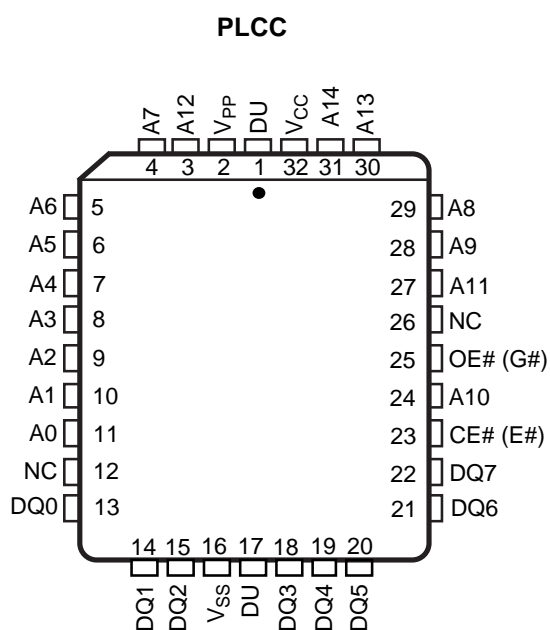 PLCC
A7 A12 VPP DU VCC A14 A13
4 3 2 1 32 31 30
A6 5 29 A8
A5 6 28 A9
A4 7 27 A11
A3 8 26 NC
A2 9 25 OE# (G#)
A1 10 24 A10
A0 11 23 CE# (E#)
NC 12 22 DQ7
DQ0 13 21 DQ6
14 15 16 17 18 19 20
DQ1 DQ2 VSS DU DQ3 DQ4 DQ5